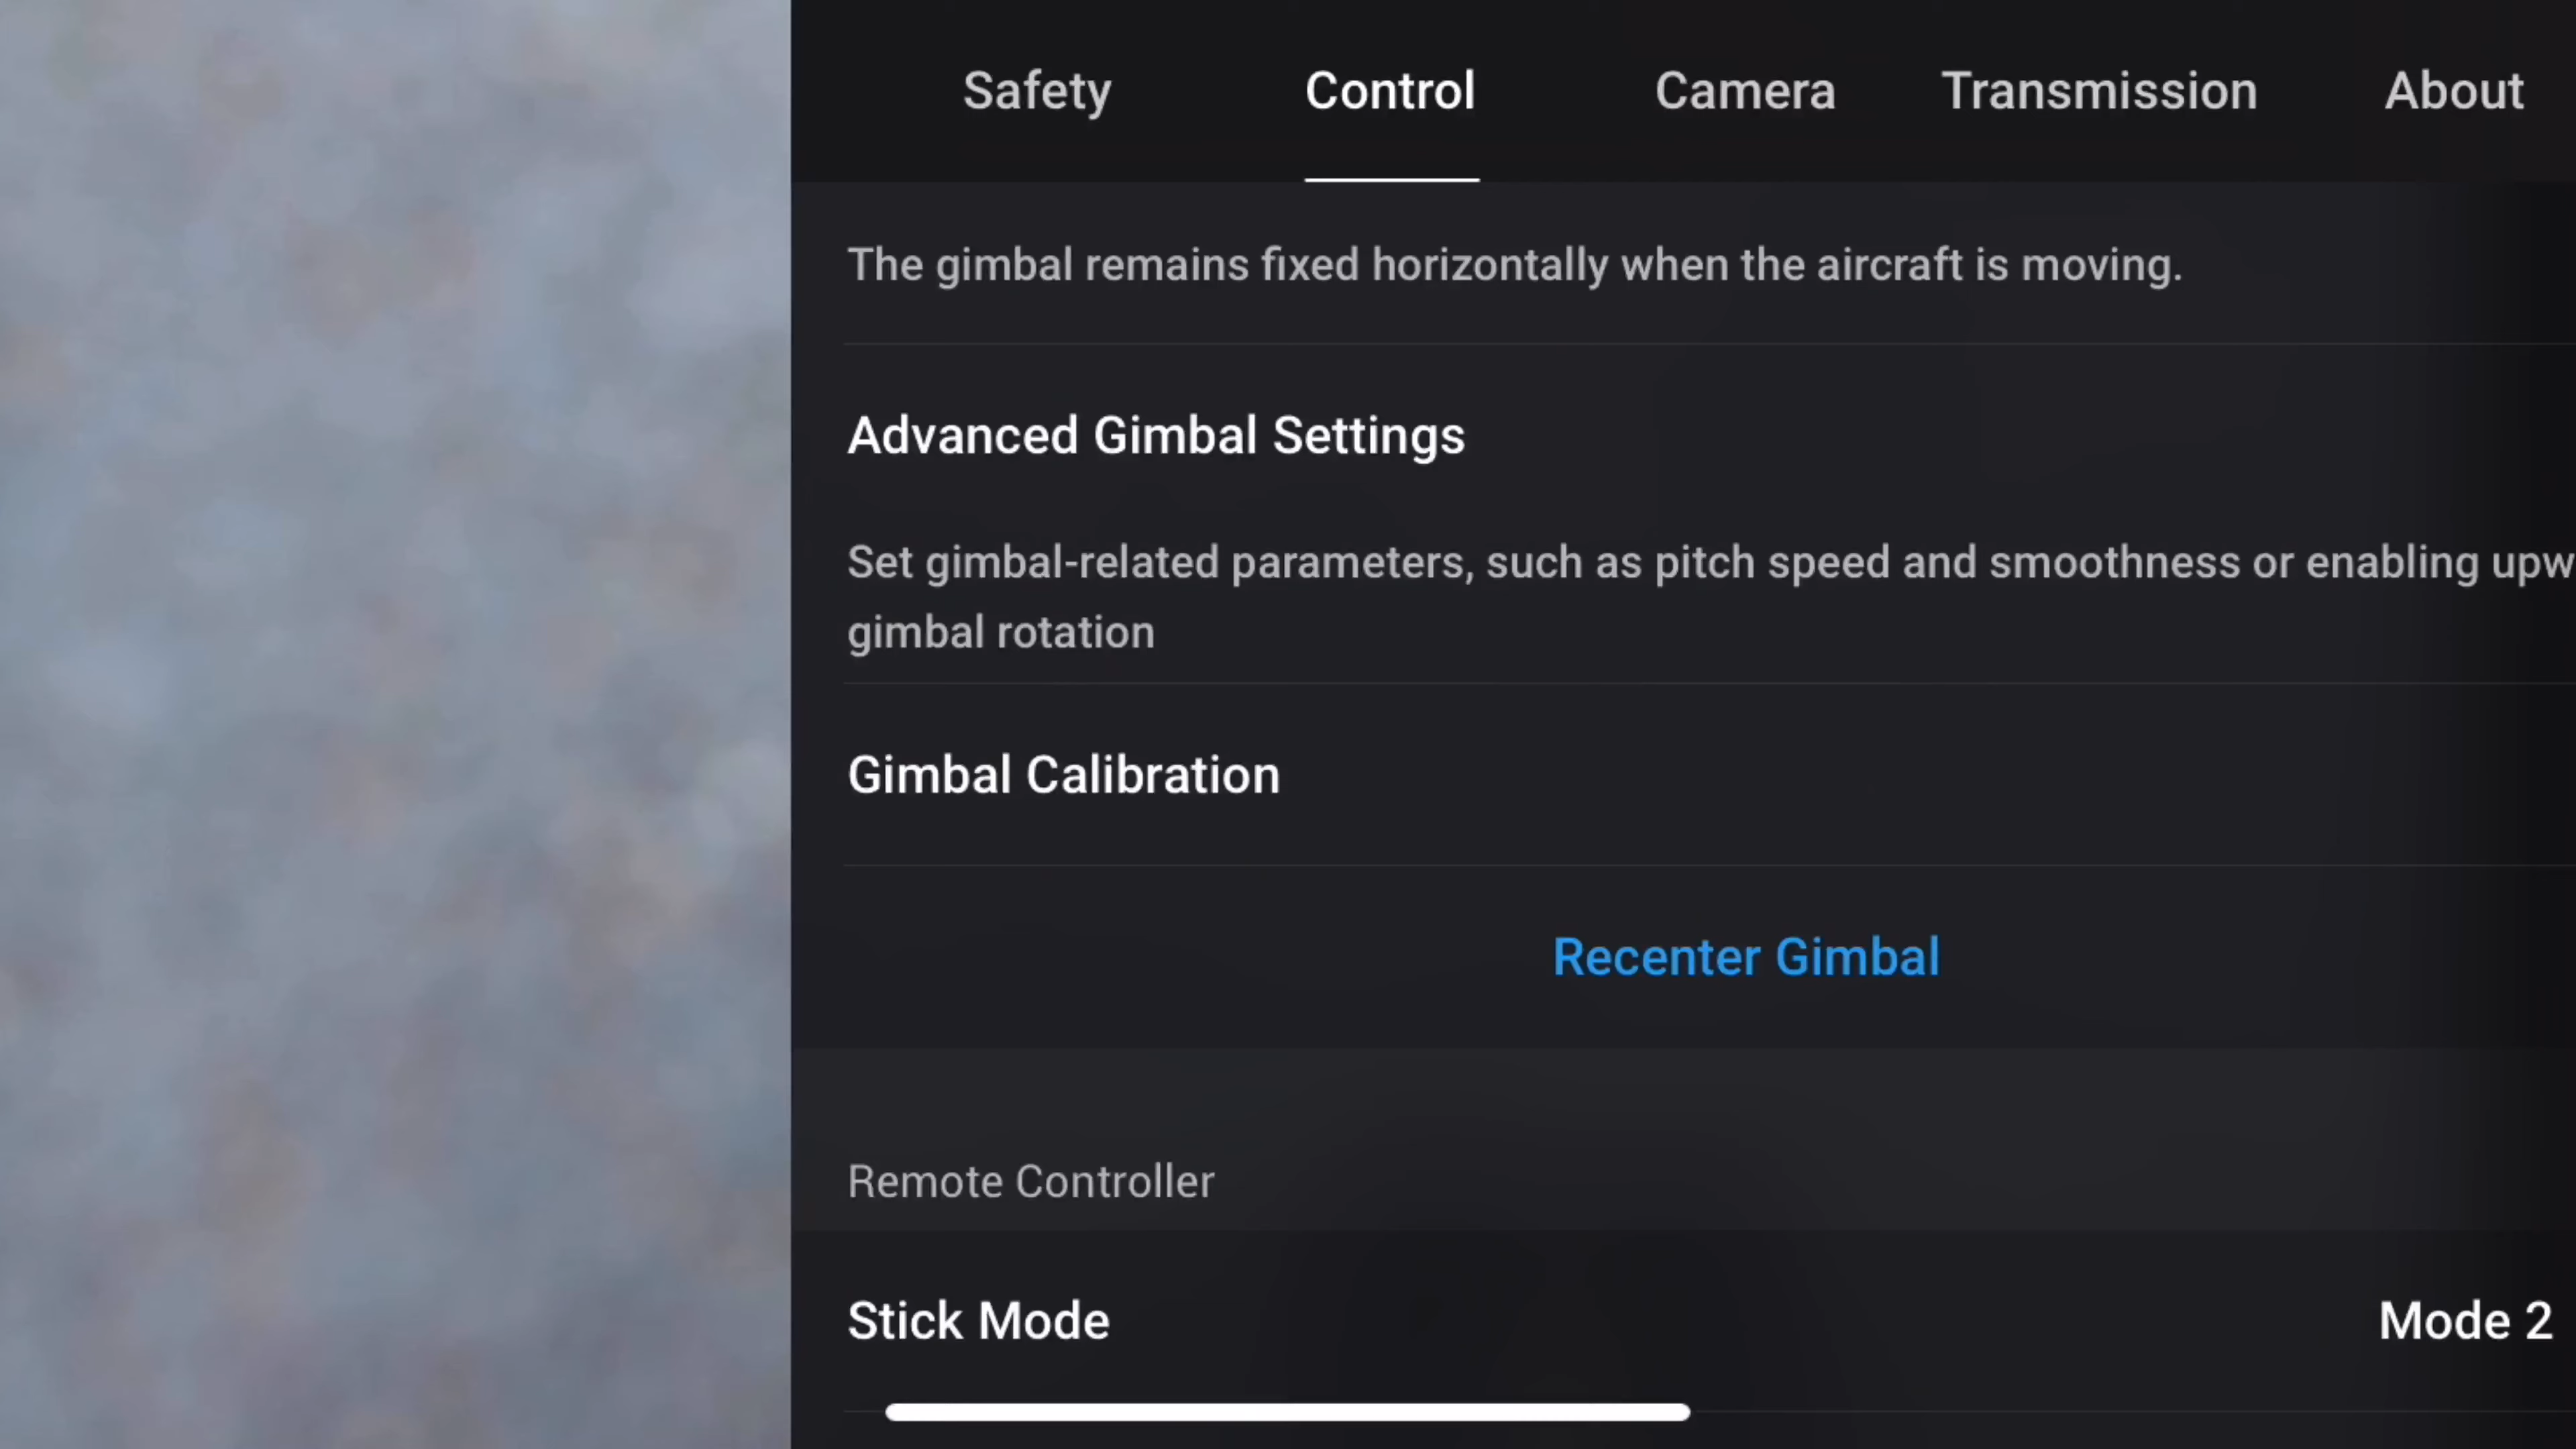 Safety Control Camera Transmission About
The gimbal remains fixed horizontally when the aircraft is moving.
Advanced Gimbal Settings
Set gimbal-related parameters, such as pitch speed and smoothness or enabling upw
gimbal rotation
Gimbal Calibration
Recenter Gimbal
Remote Controller
Stick Mode Mode 2